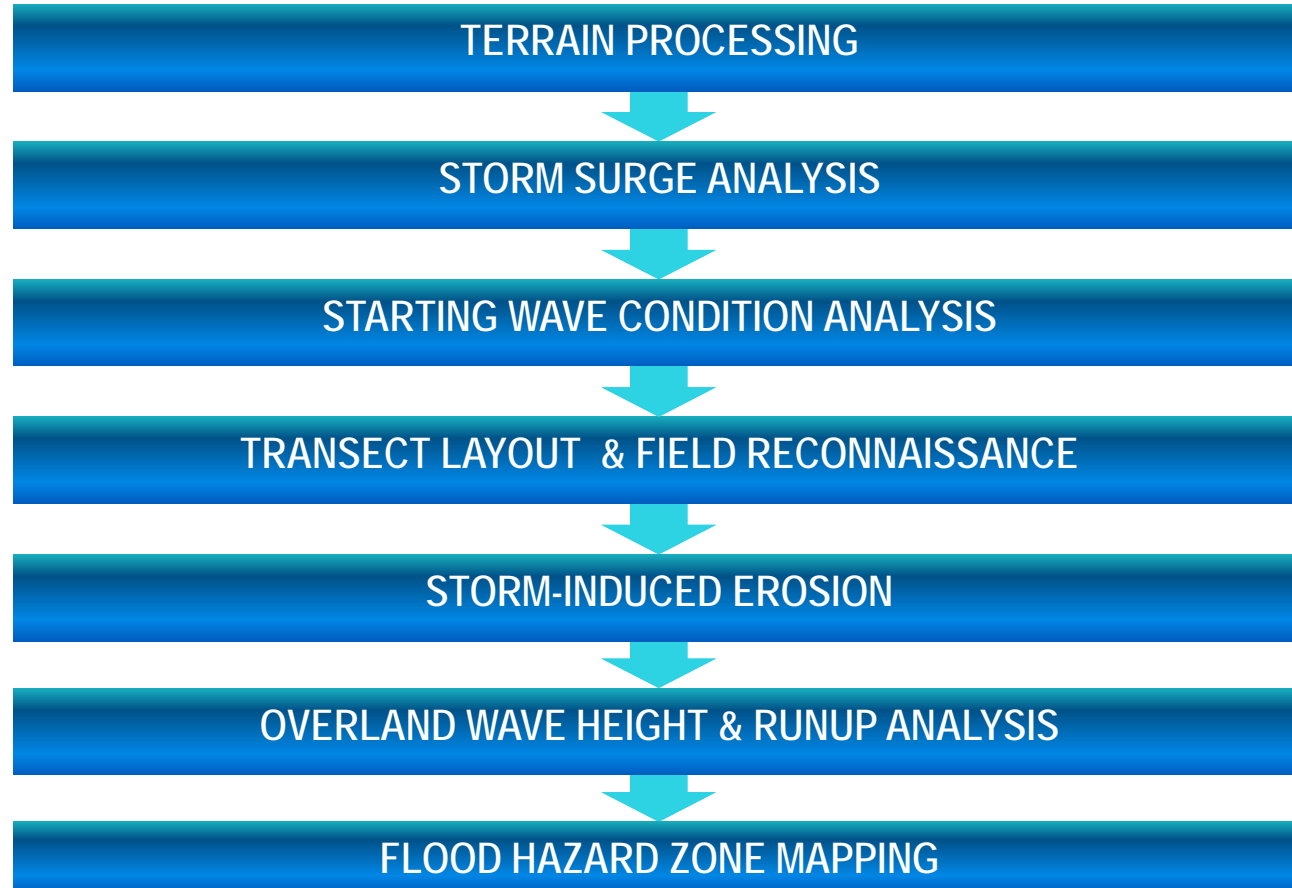 TERRAIN PROCESSING
STORM SURGE ANALYSIS
STARTING WAVE CONDITION ANALYSIS
TRANSECT LAYOUT & FIELD RECONNAISSANCE
STORM-INDUCED EROSION
OVERLAND WAVE HEIGHT & RUNUP ANALYSIS
FLOOD HAZARD ZONE MAPPING